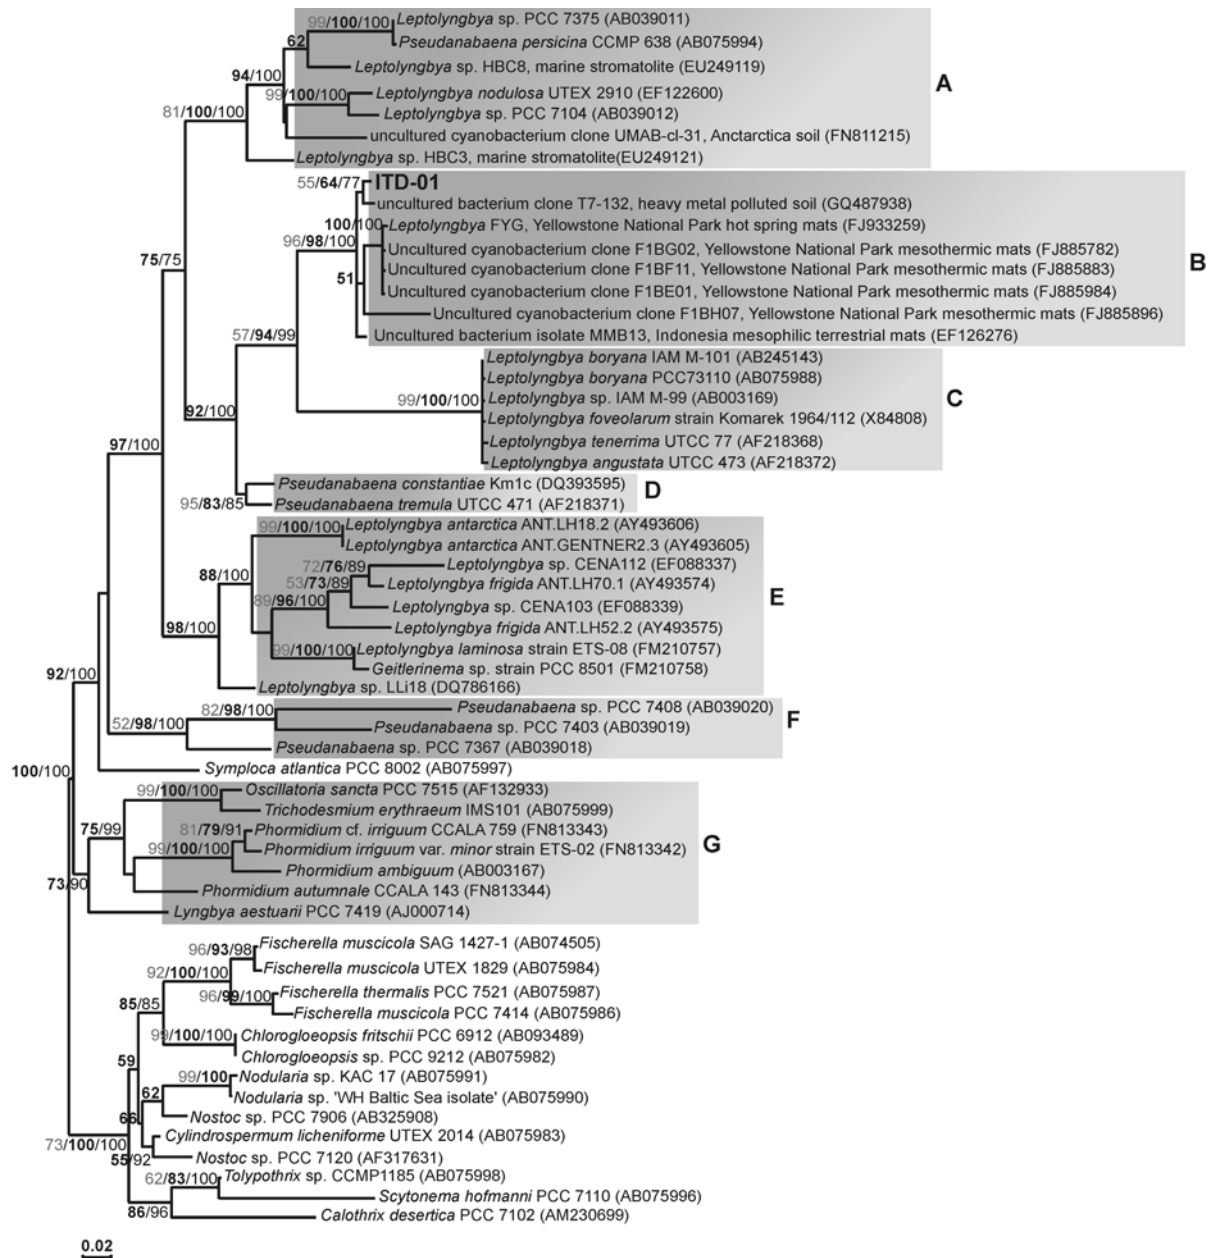 99/100/100
Leptolyngbya sp. PCC 7375 (AB039011)
62
Pseudanabaena persicina CCMP 638 (AB075994)
94/100
Leptolyngbya sp. HBC8, marine stromatolite (EU249119)
A
99/100/100
Leptolyngbya nodulosa UTEX 2910 (EF122600)
81/100/100
Leptolyngbya sp. PCC 7104 (AB039012)
uncultured cyanobacterium clone UMAB-cl-31, Anctarctica soil (FN811215)
Leptolyngbya sp. HBC3, marine stromatolite(EU249121)
55/64/77
ITD-01
uncultured bacterium clone T7-132, heavy metal polluted soil (GQ487938)
100/100
Leptolyngbya FYG, Yellowstone National Park hot spring mats (FJ933259)
96/98/100
Uncultured cyanobacterium clone F1BG02, Yellowstone National Park mesothermic mats (FJ885782)
75/75
B
Uncultured cyanobacterium clone F1BF11, Yellowstone National Park mesothermic mats (FJ885883)
51
Uncultured cyanobacterium clone F1BE01, Yellowstone National Park mesothermic mats (FJ885984)
Uncultured cyanobacterium clone F1BH07, Yellowstone National Park mesothermic mats (FJ885896)
57/94/99
Uncultured bacterium isolate MMB13, Indonesia mesophilic terrestrial mats (EF126276)
Leptolyngbya boryana IAM M-101 (AB245143)
Leptolyngbya boryana PCC73110 (AB075988)
99/100/100
Leptolyngbya sp. IAM M-99 (AB003169)
C
92/100
Leptolyngbya foveolarum strain Komarek 1964/112 (X84808)
97/100
Leptolyngbya tenerrima UTCC 77 (AF218368)
Leptolyngbya angustata UTCC 473 (AF218372)
Pseudanabaena constantiae Km1c (DQ393595)
D
95/83/85
Pseudanabaena tremula UTCC 471 (AF218371)
99/100/100
Leptolyngbya antarctica ANT.LH18.2 (AY493606)
Leptolyngbya antarctica ANT.GENTNER2.3 (AY493605)
72/76/89
Leptolyngbya sp. CENA112 (EF088337)
88/100
53/73/89
Leptolyngbya frigida ANT.LH70.1 (AY493574)
E
89/96/100
Leptolyngbya sp. CENA103 (EF088339)
98/100
Leptolyngbya frigida ANT.LH52.2 (AY493575)
99/100/100
Leptolyngbya laminosa strain ETS-08 (FM210757)
Geitlerinema sp. strain PCC 8501 (FM210758)
92/100
Leptolyngbya sp. LLi18 (DQ786166)
82/98/100
Pseudanabaena sp. PCC 7408 (AB039020)
F
52/98/100
Pseudanabaena sp. PCC 7403 (AB039019)
Pseudanabaena sp. PCC 7367 (AB039018)
100/100
Symploca atlantica PCC 8002 (AB075997)
99/100/100
Oscillatoria sancta PCC 7515 (AF132933)
Trichodesmium erythraeum IMS101 (AB075999)
75/99
81/79/91
Phormidium cf. irriguum CCALA 759 (FN813343)
G
99/100/100
Phormidium irriguum var. minor strain ETS-02 (FN813342)
Phormidium ambiguum (AB003167)
73/90
Phormidium autumnale CCALA 143 (FN813344)
Lyngbya aestuarii PCC 7419 (AJ000714)
96/93/98
Fischerella muscicola SAG 1427-1 (AB074505)
92/100/100
Fischerella muscicola UTEX 1829 (AB075984)
96/99/100
Fischerella thermalis PCC 7521 (AB075987)
85/85
Fischerella muscicola PCC 7414 (AB075986)
99/100/100
Chlorogloeopsis fritschii PCC 6912 (AB093489)
59
Chlorogloeopsis sp. PCC 9212 (AB075982)
99/100
Nodularia sp. KAC 17 (AB075991)
62
Nodularia sp. 'WH Baltic Sea isolate' (AB075990)
66
Nostoc sp. PCC 7906 (AB325908)
73/100/100
Cylindrospermum licheniforme UTEX 2014 (AB075983)
55/92
Nostoc sp. PCC 7120 (AF317631)
62/83/100
Tolypothrix sp. CCMP1185 (AB075998)
Scytonema hofmanni PCC 7110 (AB075996)
86/96
Calothrix desertica PCC 7102 (AM230699)
0.02